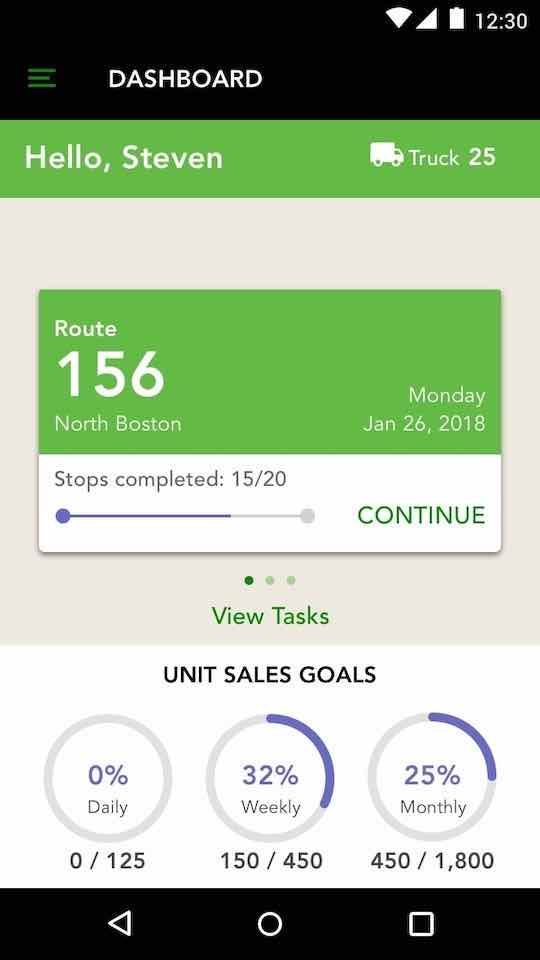 12:30
DASHBOARD
Hello, Steven
Truck 25
Route
156
North Boston
Monday
Jan 26, 2018
Stops completed: 15/20
CONTINUE
View Tasks
UNIT SALES GOALS
0%
Daily
0 / 125
32%
Weekly
150 / 450
25%
Monthly
450 / 1,800